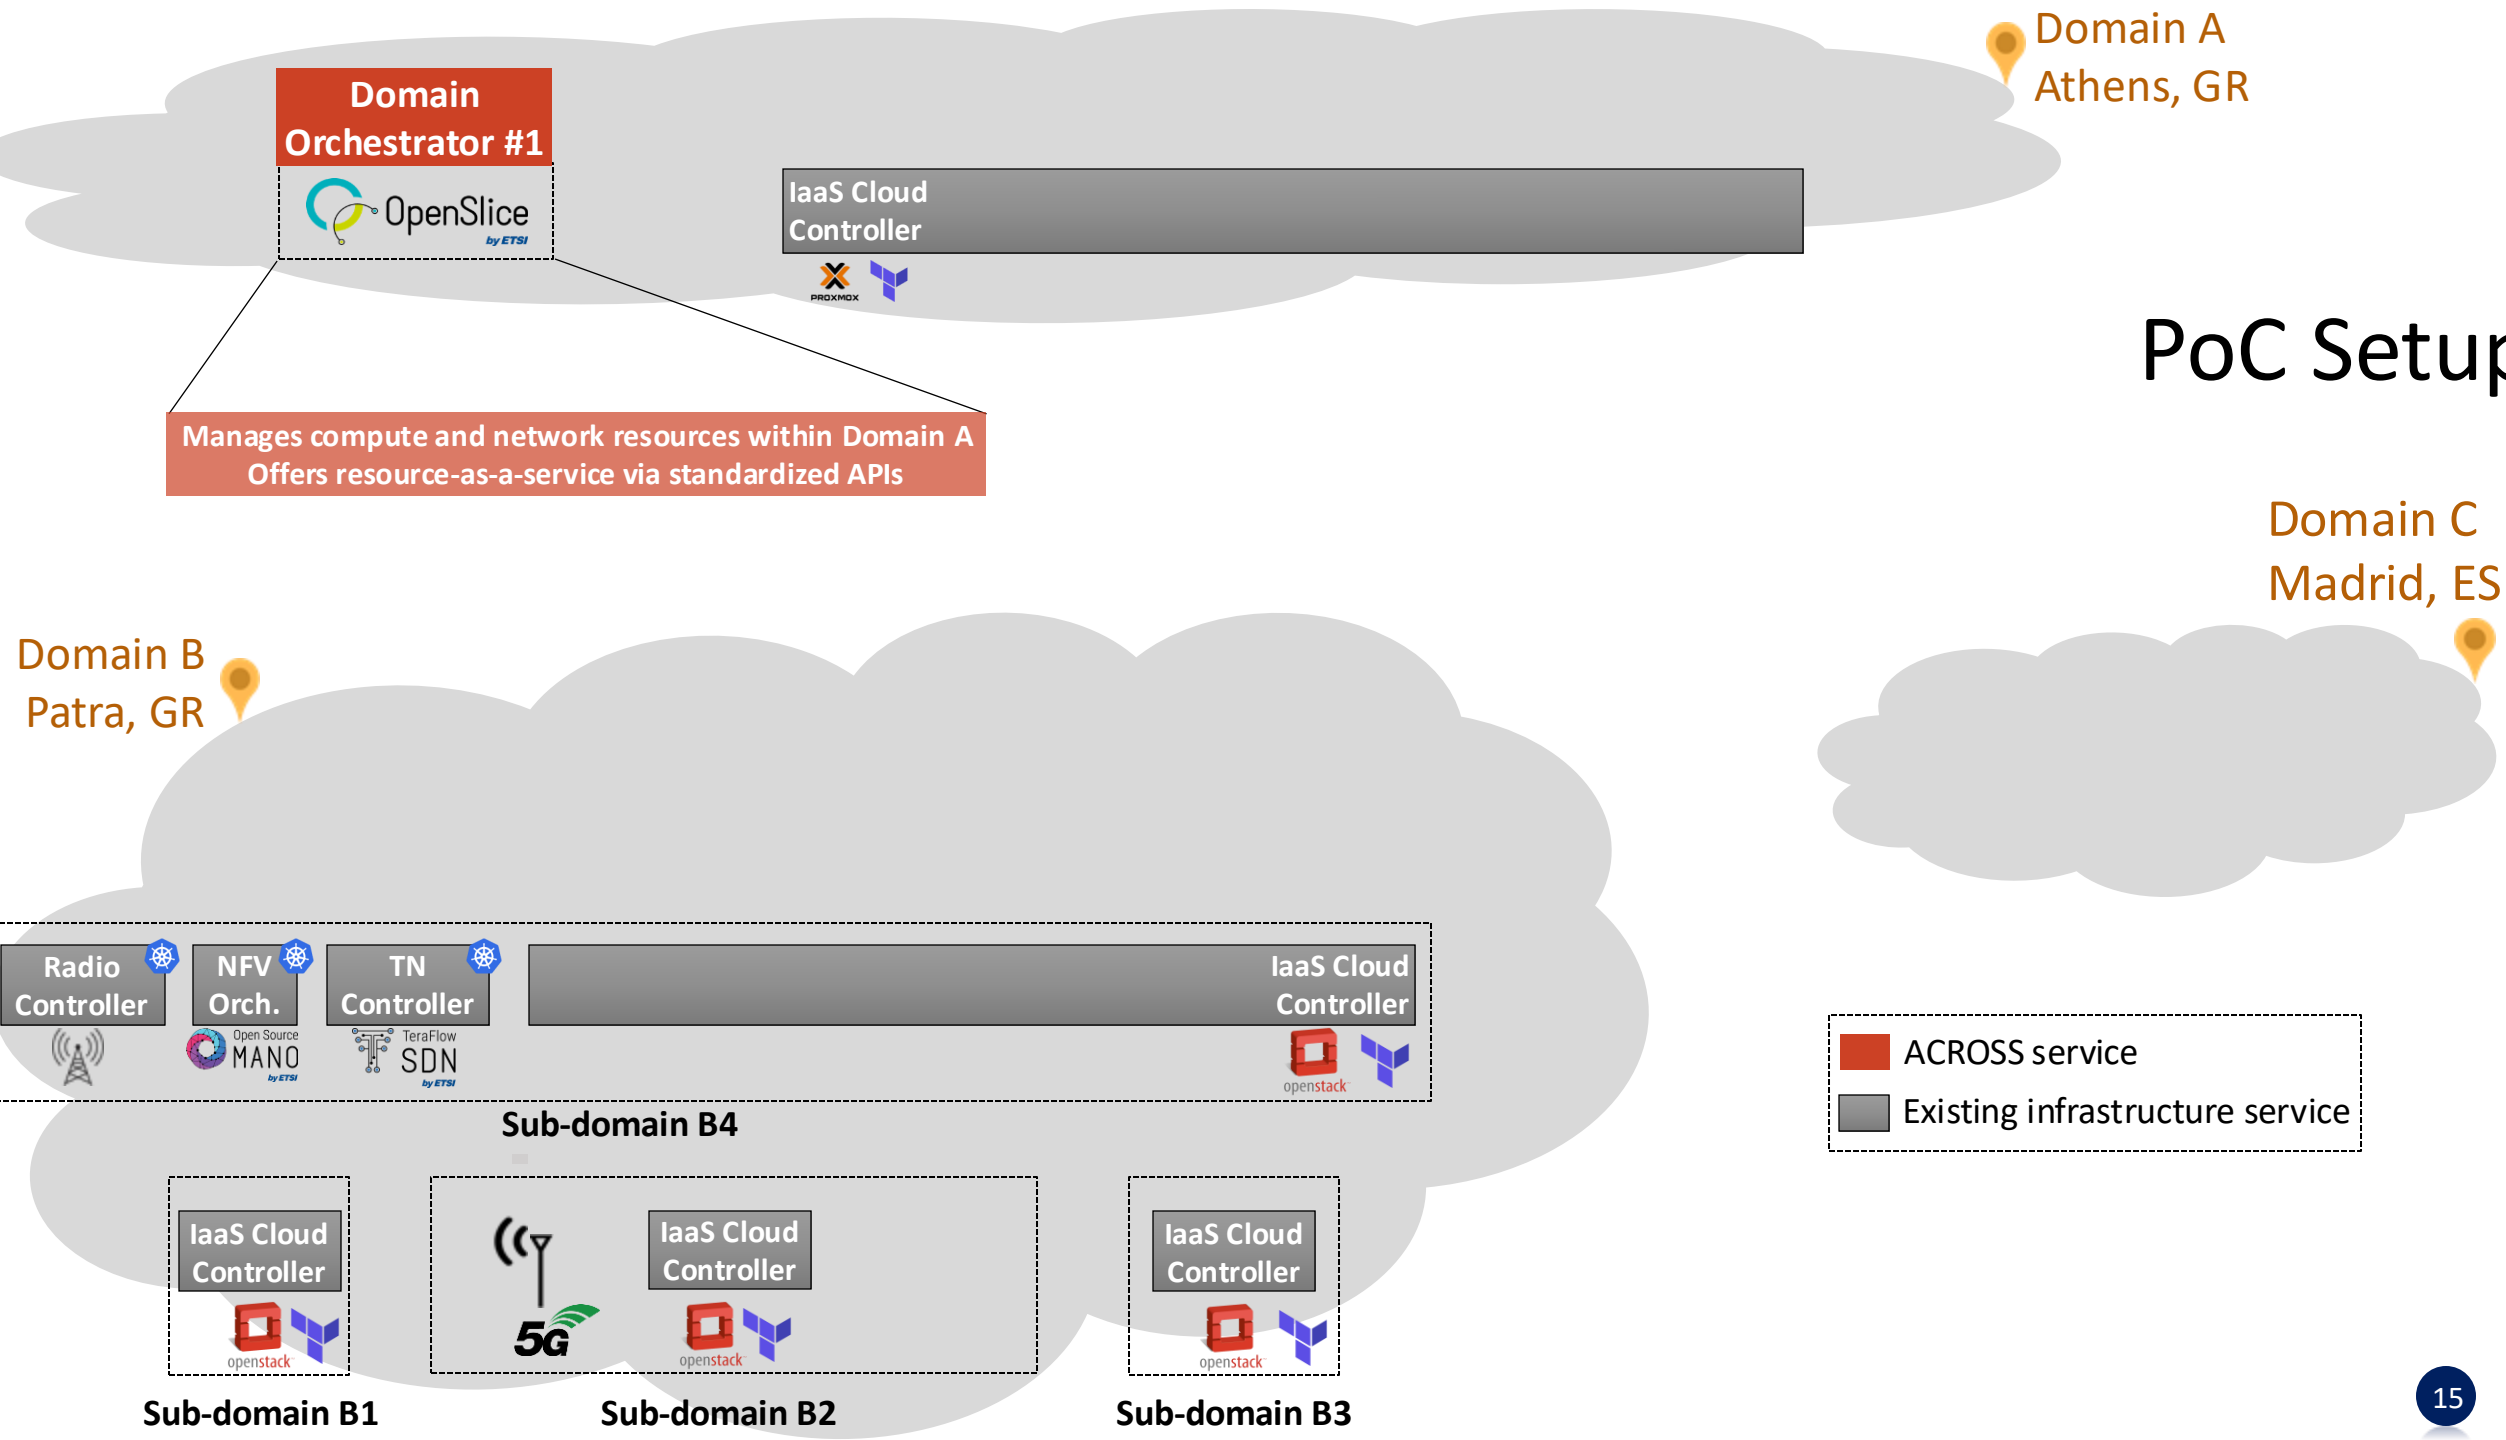 Domain A
Athens, GR
Domain
Orchestrator #1
OpenSlice
by ETSI
IaaS Cloud
Controller
PROXMOX
PoC Setup
Manages compute and network resources within Domain A
Offers resource-as-a-service via standardized APIs
Domain C
Madrid, ES
Domain B
Patra, GR
Radio
Controller
NFV
Orch.
TN
Controller
IaaS Cloud
Controller
Open Source
MANO
by ETSI
TeraFlow
SDN
by ETSI
openstack
Sub-domain B4
ACROSS service
Existing infrastructure service
IaaS Cloud
Controller
openstack
Sub-domain B1
5G
IaaS Cloud
Controller
openstack
Sub-domain B2
IaaS Cloud
Controller
openstack
Sub-domain B3
15